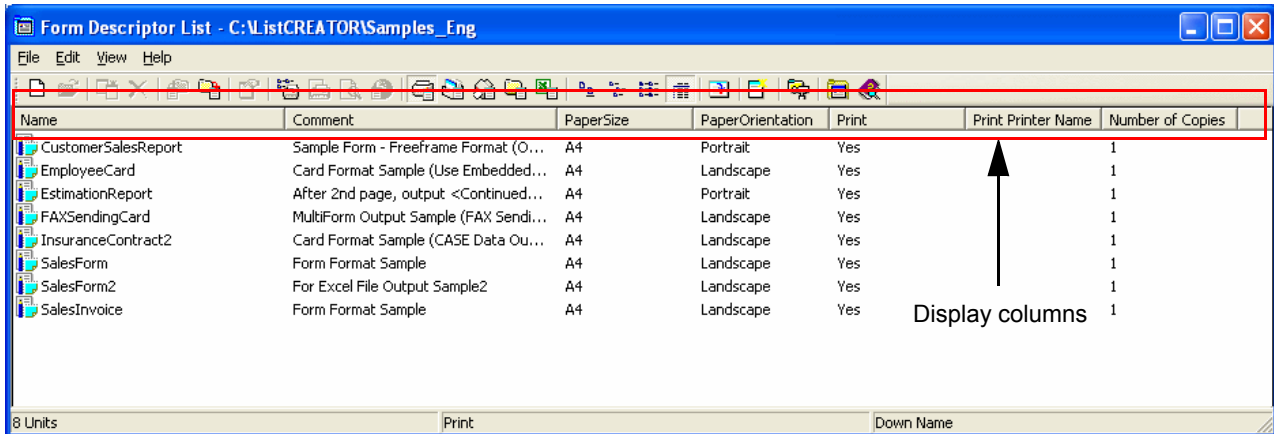 Form Descriptor List - C:\ListCREATOR\Samples_Eng
File Edit View Help
Name Comment PaperSize PaperOrientation Print Print Printer Name Number of Copies
CustomerSalesReport Sample Form - Freeframe Format (O... A4 Portrait Yes 1
EmployeeCard Card Format Sample (Use Embedded... A4 Landscape Yes 1
EstimationReport After 2nd page, output <Continued... A4 Portrait Yes 1
FAXSendingCard MultiForm Output Sample (FAX Sendi... A4 Landscape Yes 1
InsuranceContract2 Card Format Sample (CASE Data Ou... A4 Landscape Yes 1
SalesForm Form Format Sample A4 Landscape Yes 1
SalesForm2 For Excel File Output Sample2 A4 Landscape Yes 1
SalesInvoice Form Format Sample A4 Landscape Yes 1
Display columns
8 Units Print Down Name